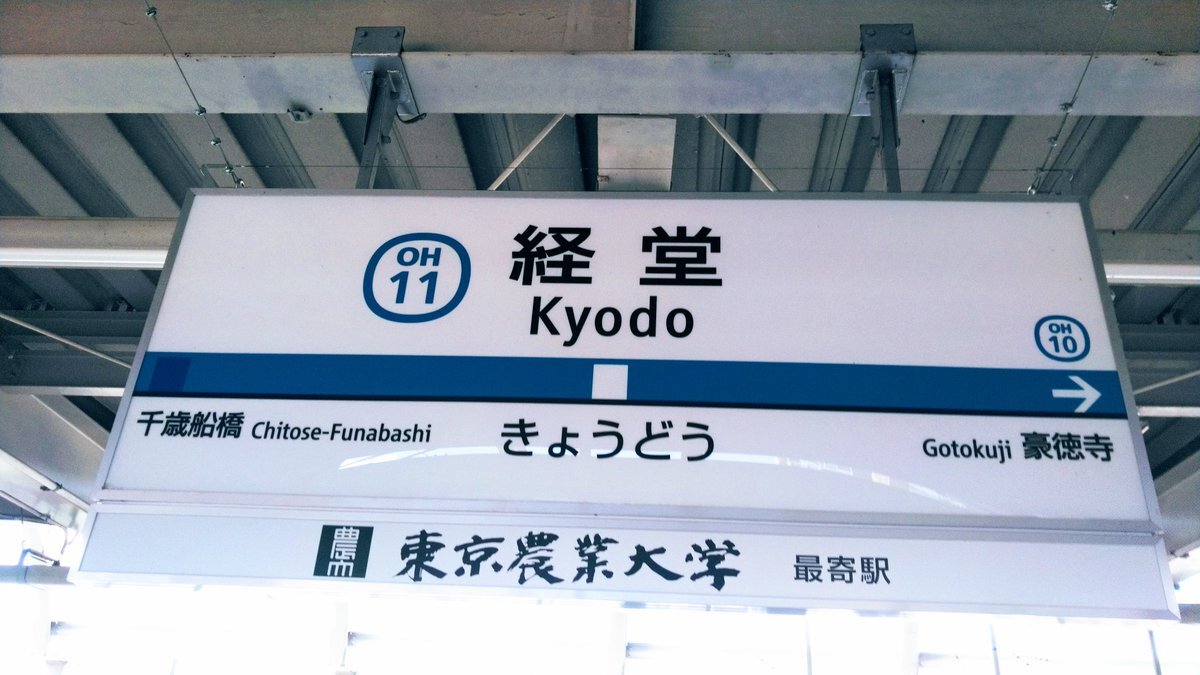 OH
11
経堂
Kyodo
OH
10
千歳船橋 Chitose-Funabashi
きょうどう
Gotokuji 豪徳寺
東京農業大学 最寄駅